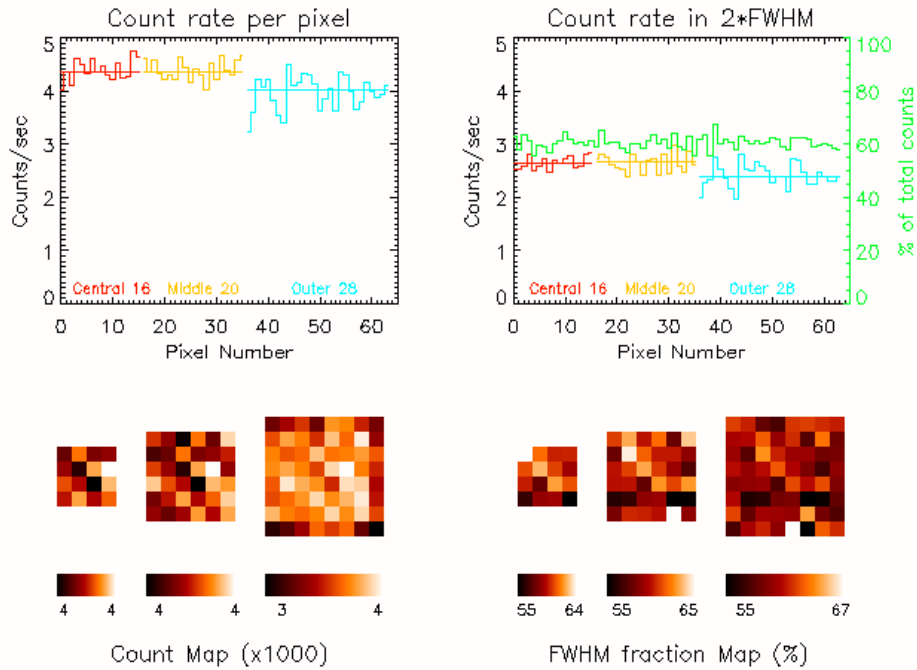 Count rate per pixel
Count rate in 2*FWHM
5
4
3
2
1
0
Counts/sec
Central 16 Middle 20 Outer 28
0 10 20 30 40 50 60
Pixel Number
5
4
3
2
1
0
Counts/sec
Central 16 Middle 20 Outer 28
0 10 20 30 40 50 60
Pixel Number
100
80
60
40
20
0
% of total counts
4 4
4 4
3 4
Count Map (x1000)
55 64
55 65
55 67
FWHM fraction Map (%)